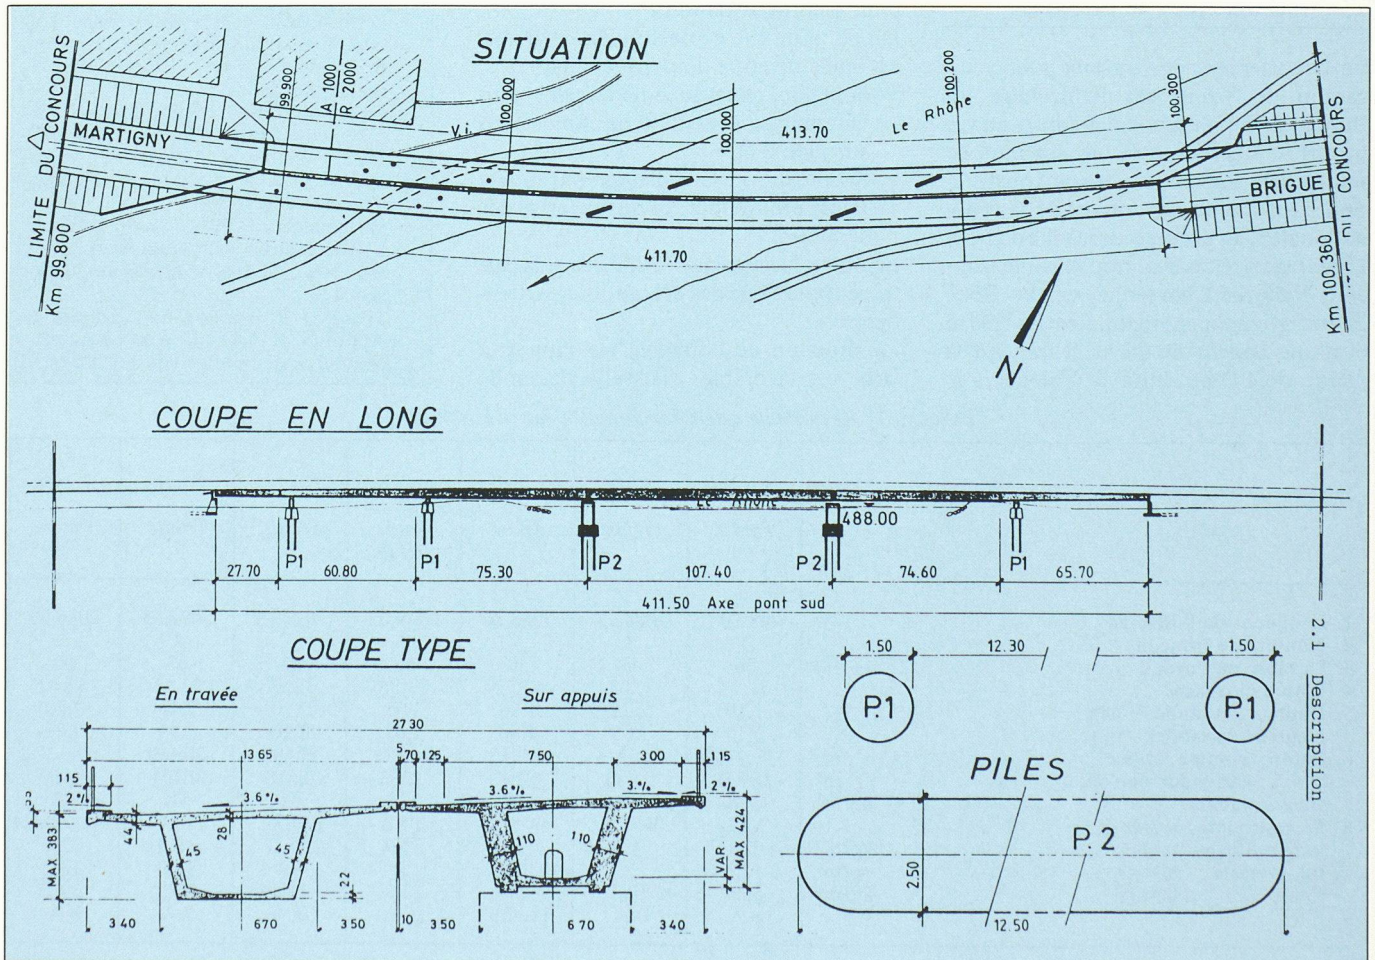 SITUATION
LIMITE DU CONCOURS
Km 99.800
MARTIGNY
99.900
A 1000
R 2000
V.i.
100.000
100.100
413.70
Le Rhône
100.200
100.300
BRIGUE
CONCOURS
Km 100.360
411.70
N
COUPE EN LONG
Le Rhône
488.00
P1
P1
P2
P2
P1
27.70
60.80
75.30
107.40
74.60
65.70
411.50 Axe pont sud
2.1 Description
COUPE TYPE
En travée
Sur appuis
27 30
13 65
5
70
1 25
7 50
3 00
1 15
115
2 %
3.6 %
3.6 %
3. %
2 %
MAX 383
44
28
45
45
22
110
110
VAR.
MAX 424
3 40
670
3 50
10
3 50
6 70
3 40
1.50
12.30
1.50
P.1
P.1
PILES
P. 2
2.50
12.50